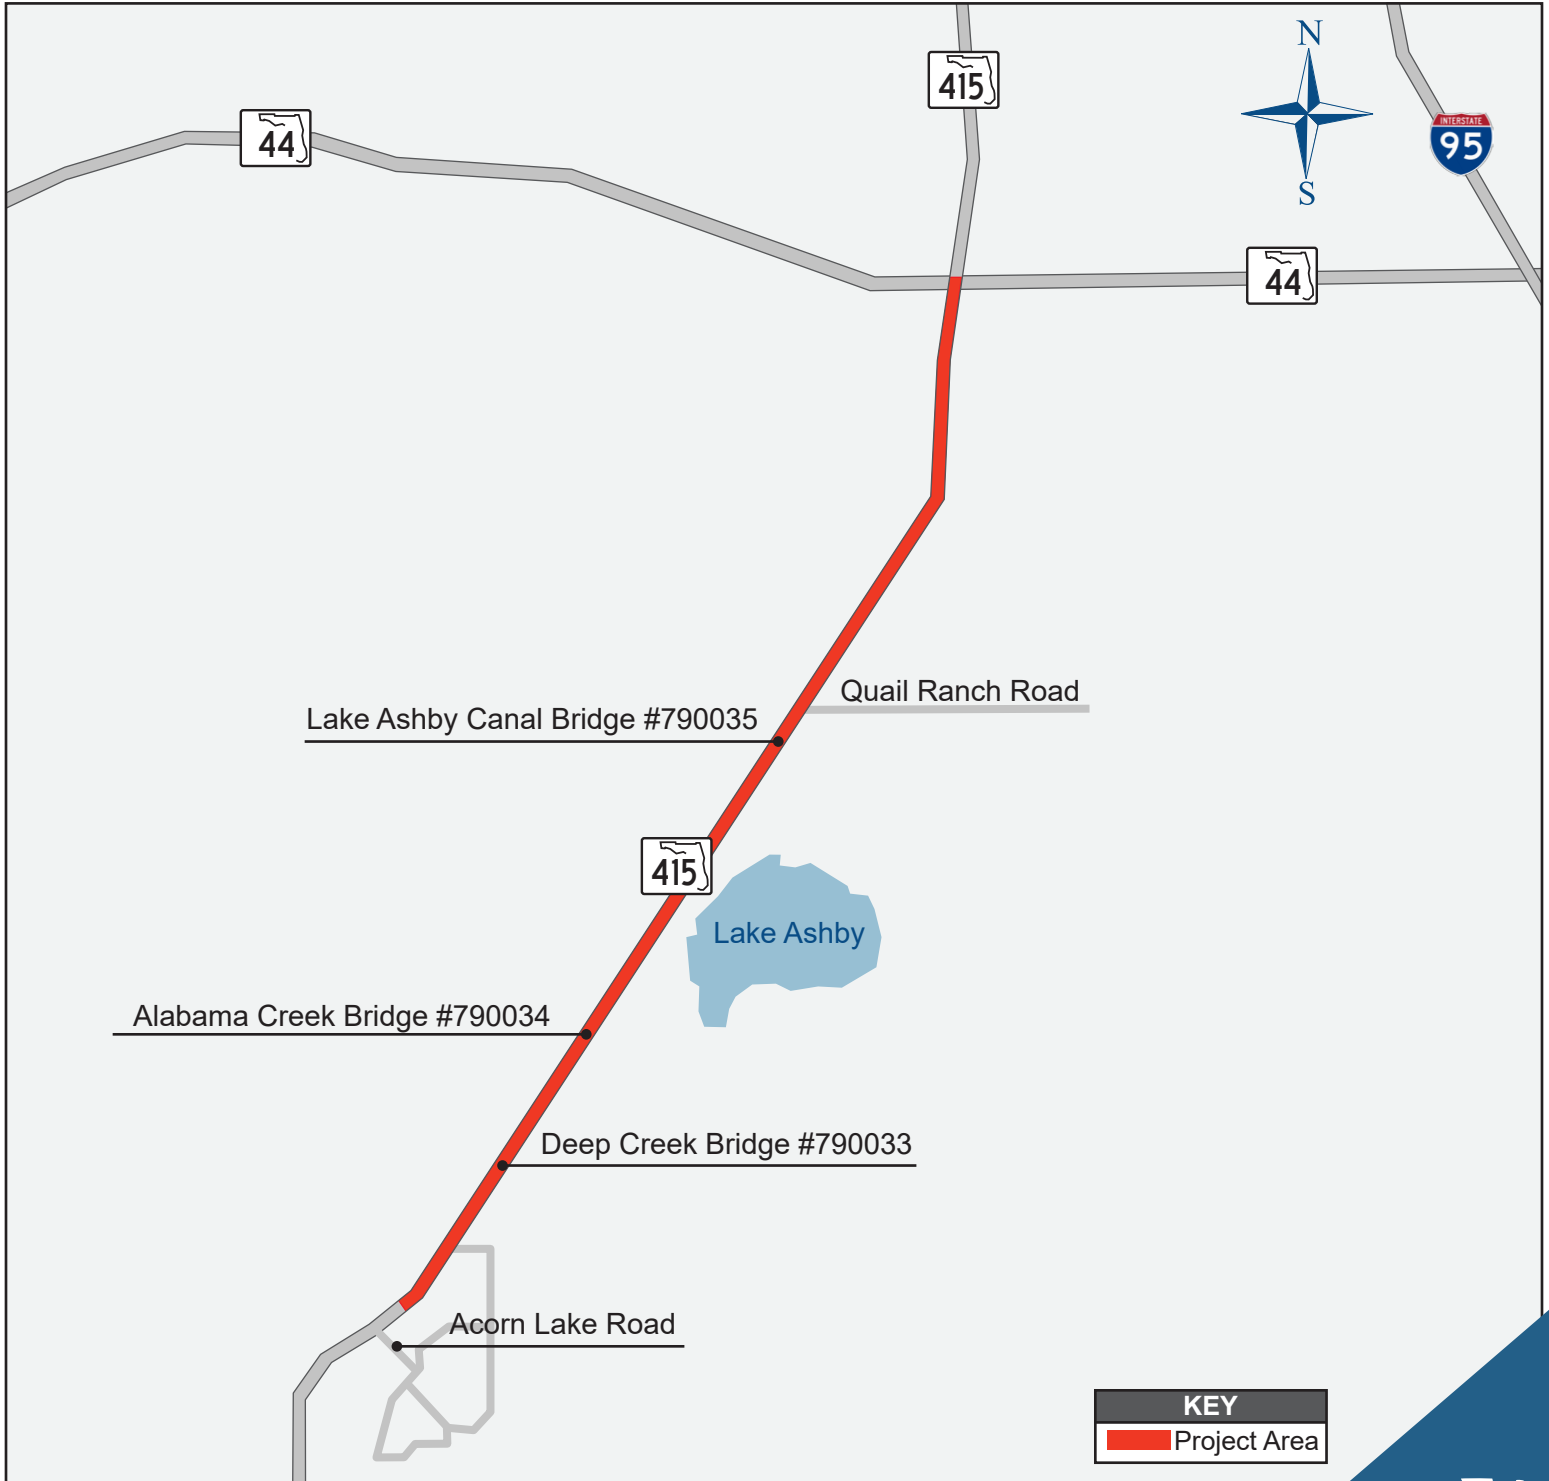 N
415
INTERSTATE
95
44
S
44
Quail Ranch Road
Lake Ashby Canal Bridge #790035
415
Lake Ashby
Alabama Creek Bridge #790034
Deep Creek Bridge #790033
Acorn Lake Road
KEY
Project Area